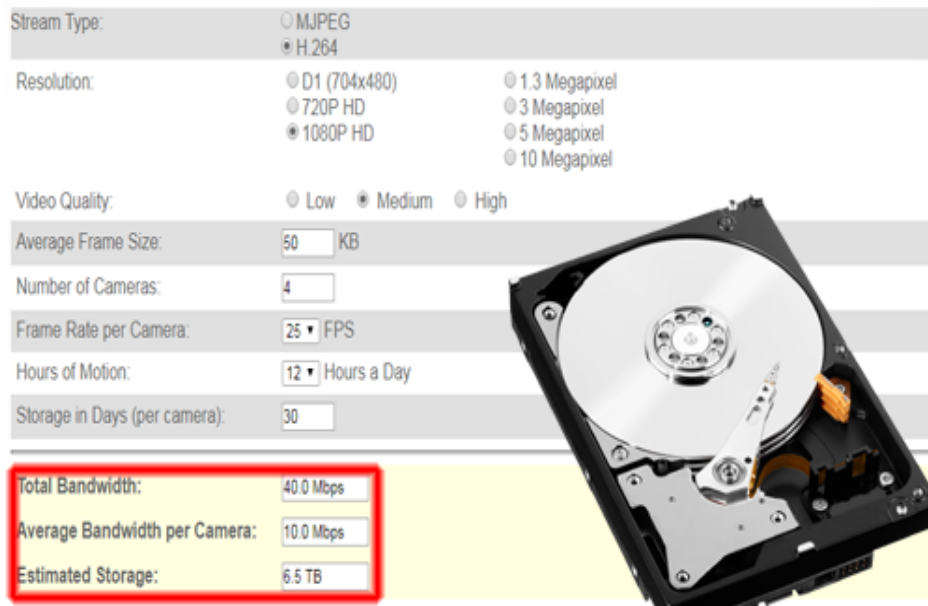 Stream Type: MJPEG
H.264
Resolution: D1 (704x480) 1.3 Megapixel
720P HD 3 Megapixel
1080P HD 5 Megapixel
10 Megapixel
Video Quality: Low Medium High
Average Frame Size: 50 KB
Number of Cameras: 4
Frame Rate per Camera: 25 FPS
Hours of Motion: 12 Hours a Day
Storage in Days (per camera): 30
Total Bandwidth: 40.0 Mbps
Average Bandwidth per Camera: 10.0 Mbps
Estimated Storage: 6.5 TB